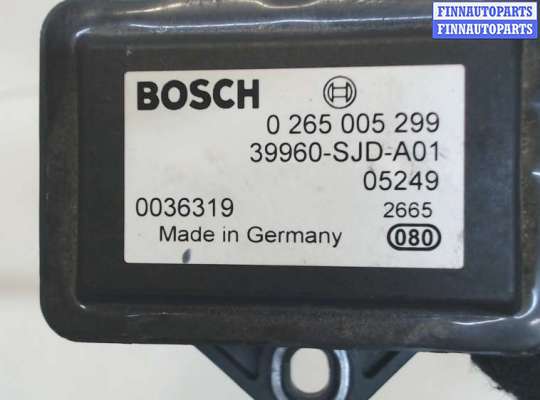 FINNAUTOPARTS
FINNAUTOPARTS
BOSCH
0 265 005 299
39960-SJD-A01
05249
0036319 2665
Made in Germany 080